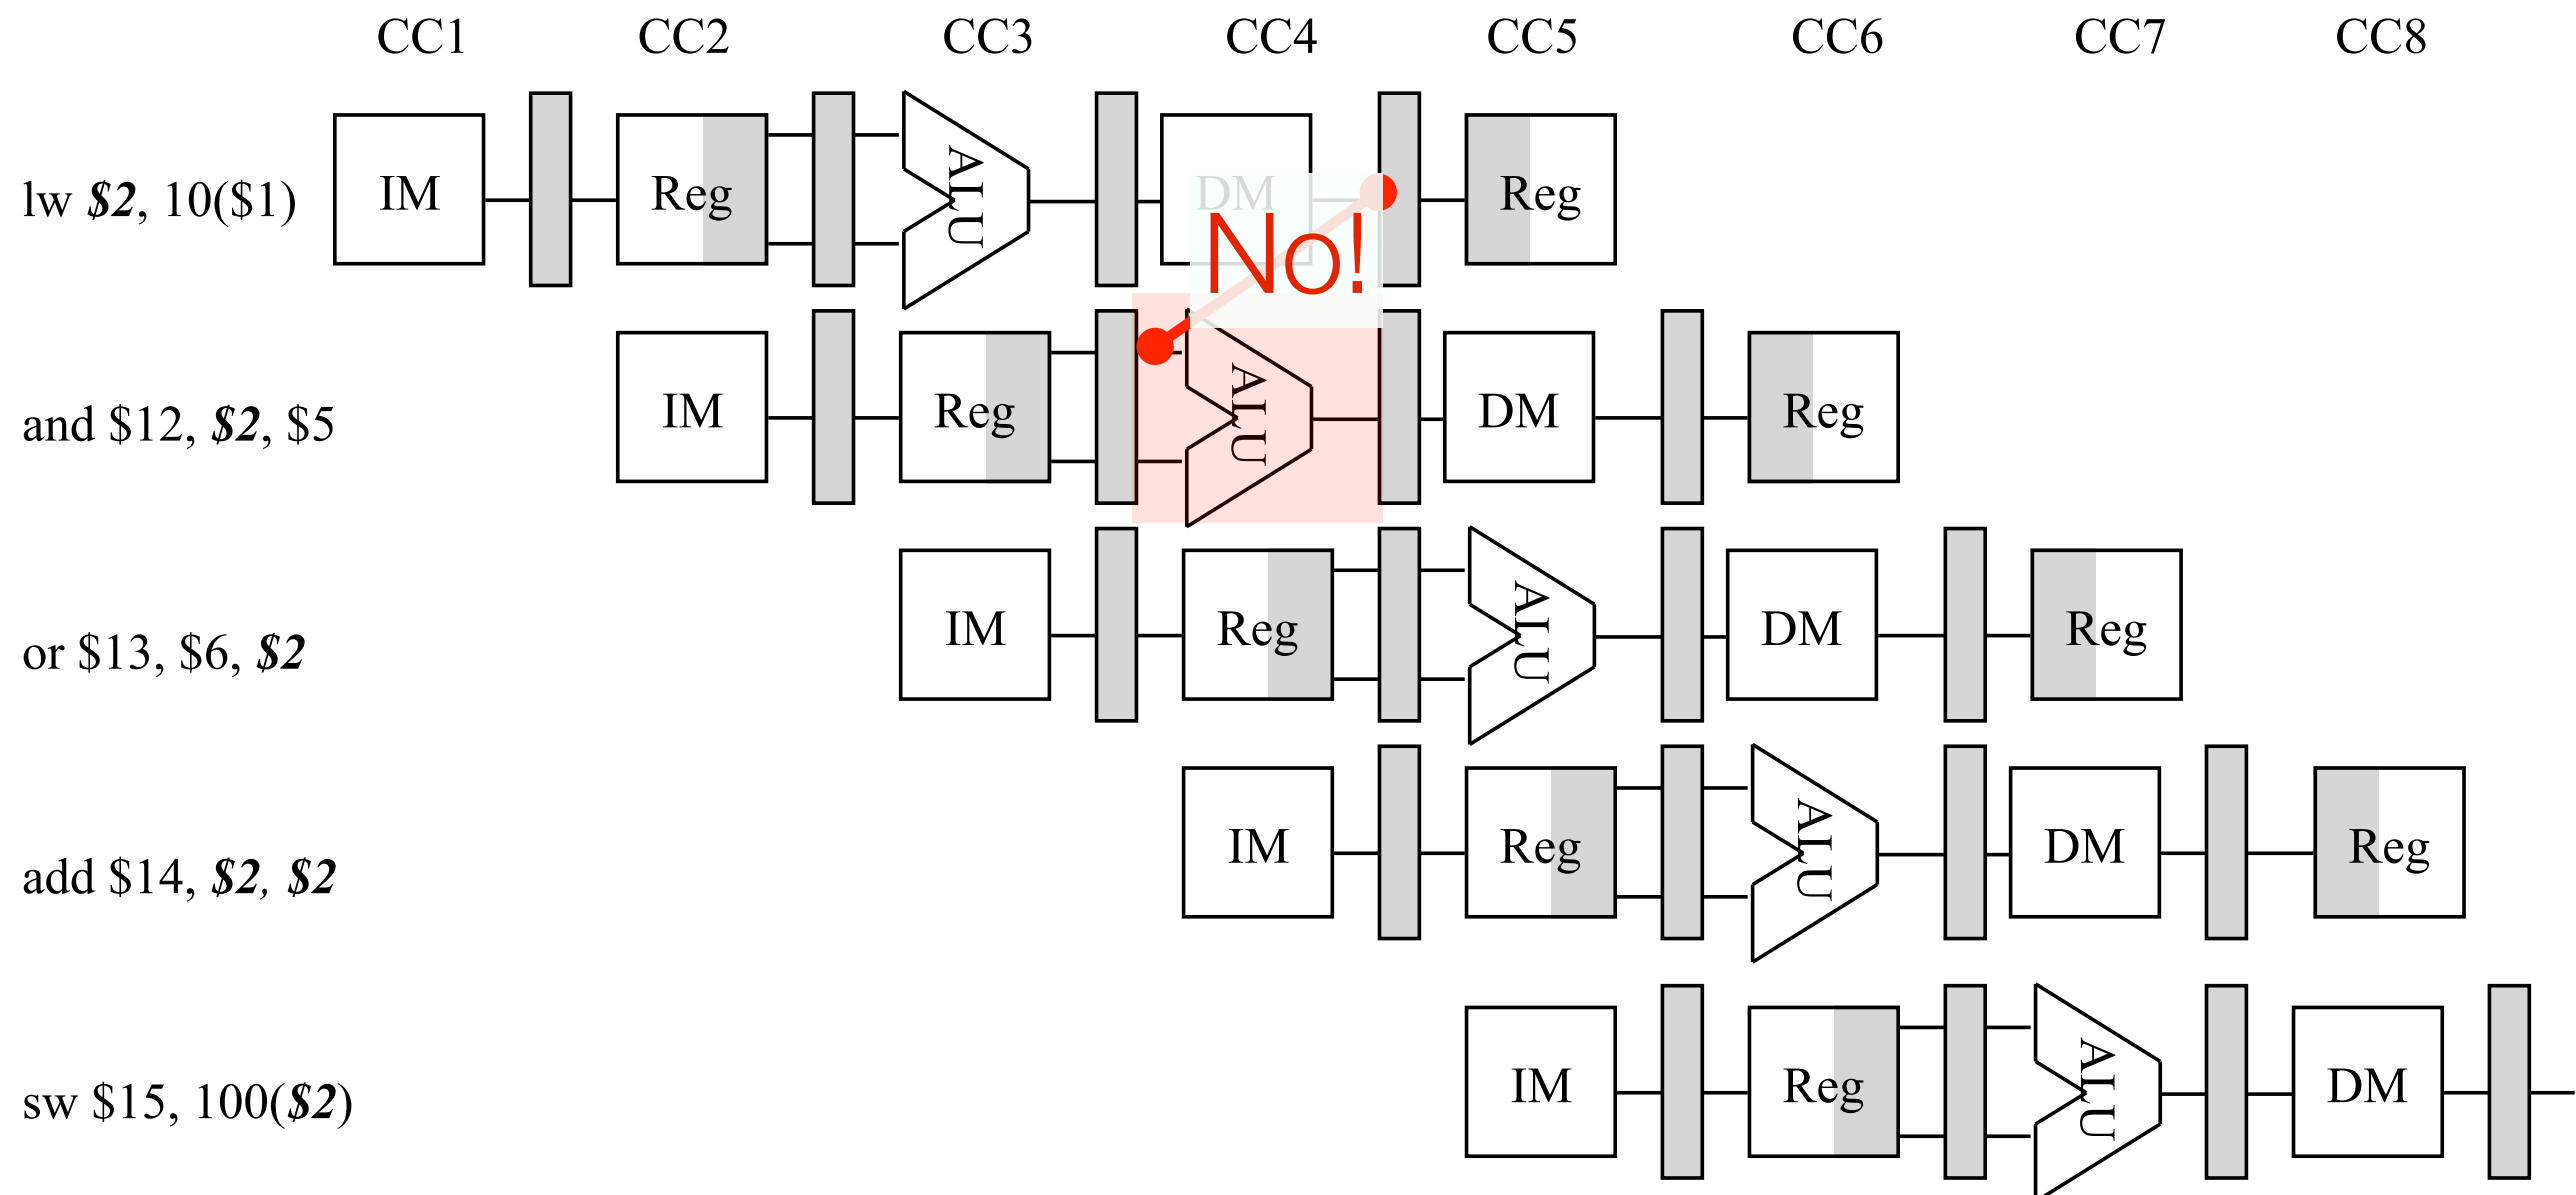 CC1 CC2 CC3 CC4 CC5 CC6 CC7 CC8
lw $2, 10($1) IM Reg ALU DM Reg
No!
and $12, $2, $5 IM Reg ALU DM Reg
or $13, $6, $2 IM Reg ALU DM Reg
add $14, $2, $2 IM Reg ALU DM Reg
sw $15, 100($2) IM Reg ALU DM